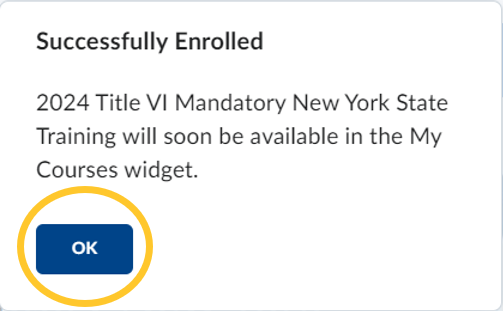 Successfully Enrolled
2024 Title VI Mandatory New York State
Training will soon be available in the My
Courses widget.
OK